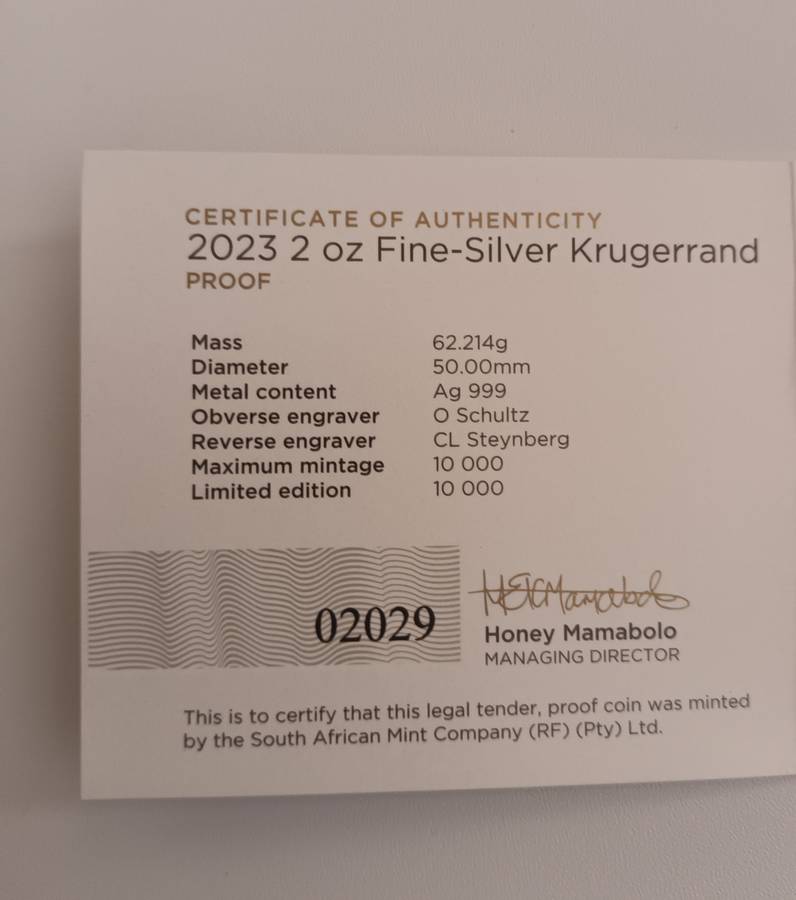 CERTIFICATE OF AUTHENTICITY
2023 2 oz Fine-Silver Krugerrand
PROOF
Mass 62.214g
Diameter 50.00mm
Metal content Ag 999
Obverse engraver O Schultz
Reverse engraver CL Steynberg
Maximum mintage 10 000
Limited edition 10 000
02029
Honey Mamabolo
MANAGING DIRECTOR
This is to certify that this legal tender, proof coin was minted
by the South African Mint Company (RF) (Pty) Ltd.